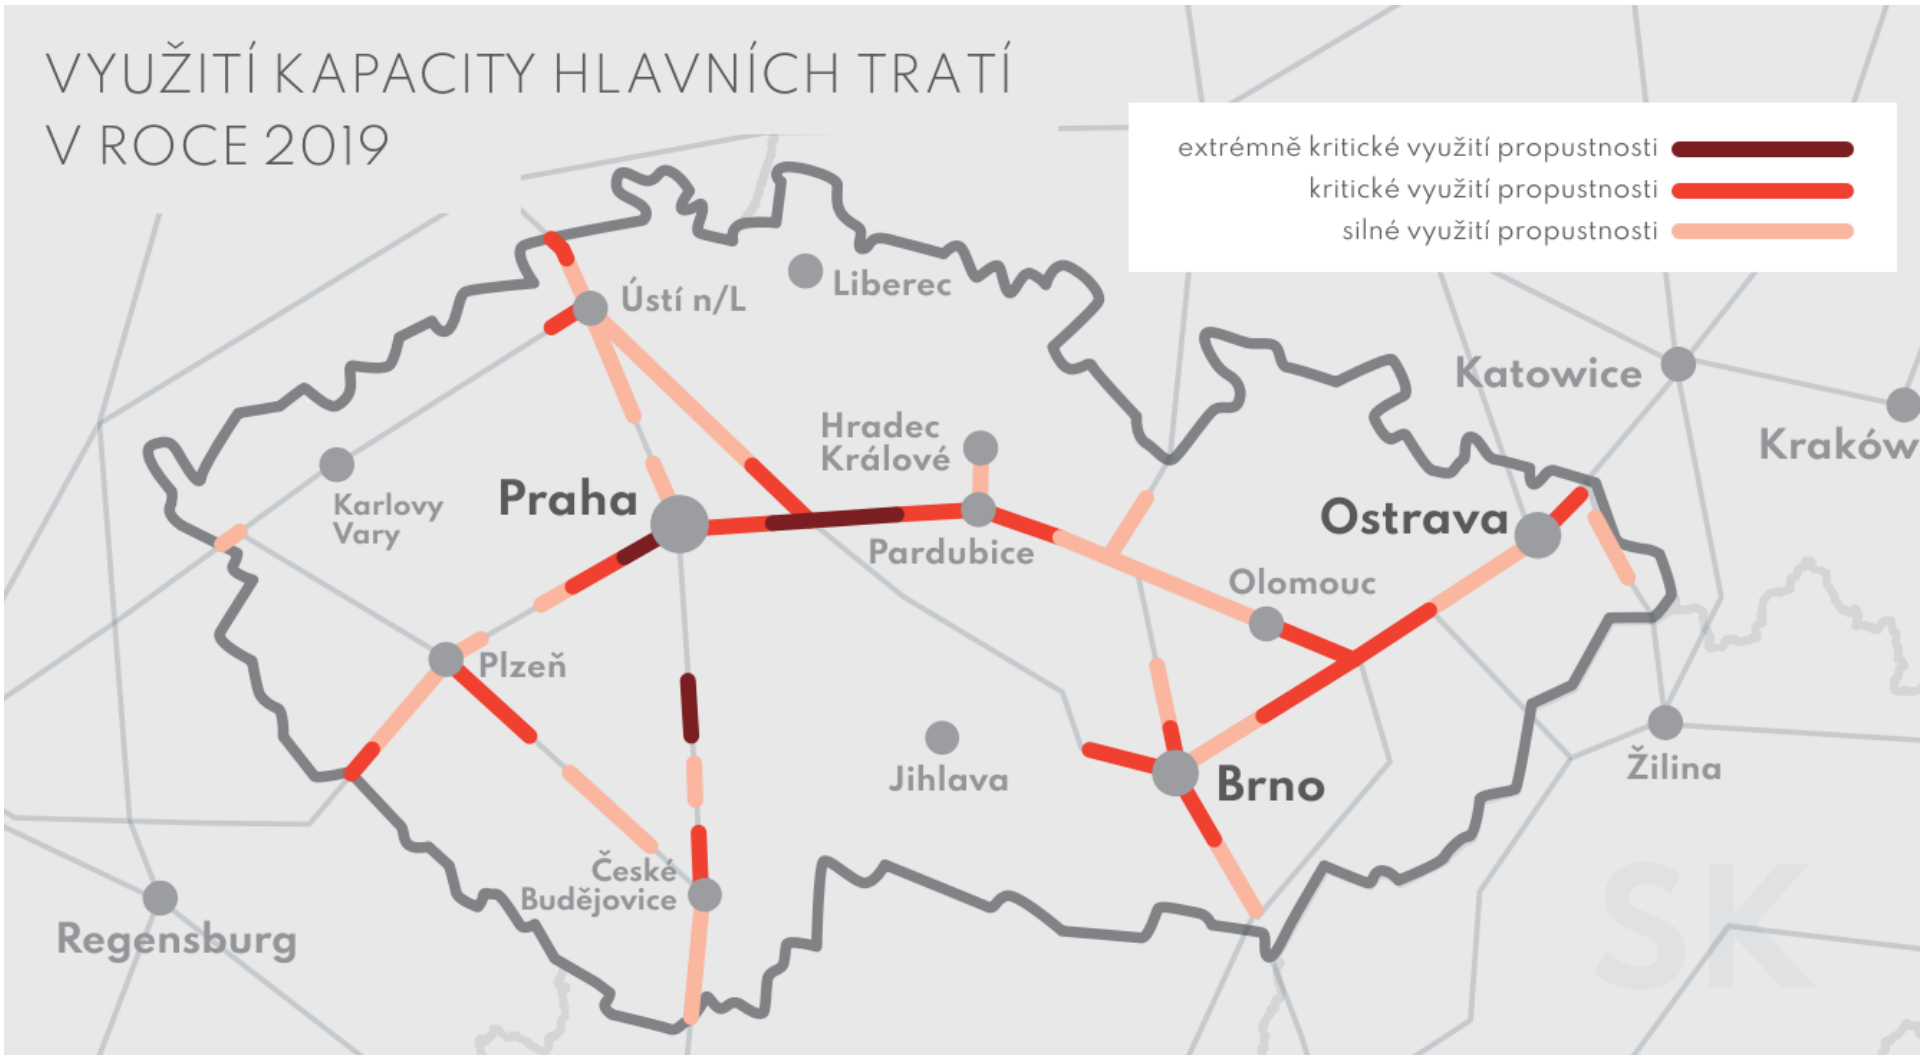 VYUŽITÍ KAPACITY HLAVNÍCH TRATÍ
V ROCE 2019
extrémně kritické využití propustnosti
kritické využití propustnosti
silné využití propustnosti
Liberec
Ústí n/L
Katowice
Hradec
Králové
Kraków
Karlovy
Vary
Praha
Ostrava
Pardubice
Olomouc
Plzeň
Jihlava
Brno
Žilina
České
Budějovice
Regensburg
SK